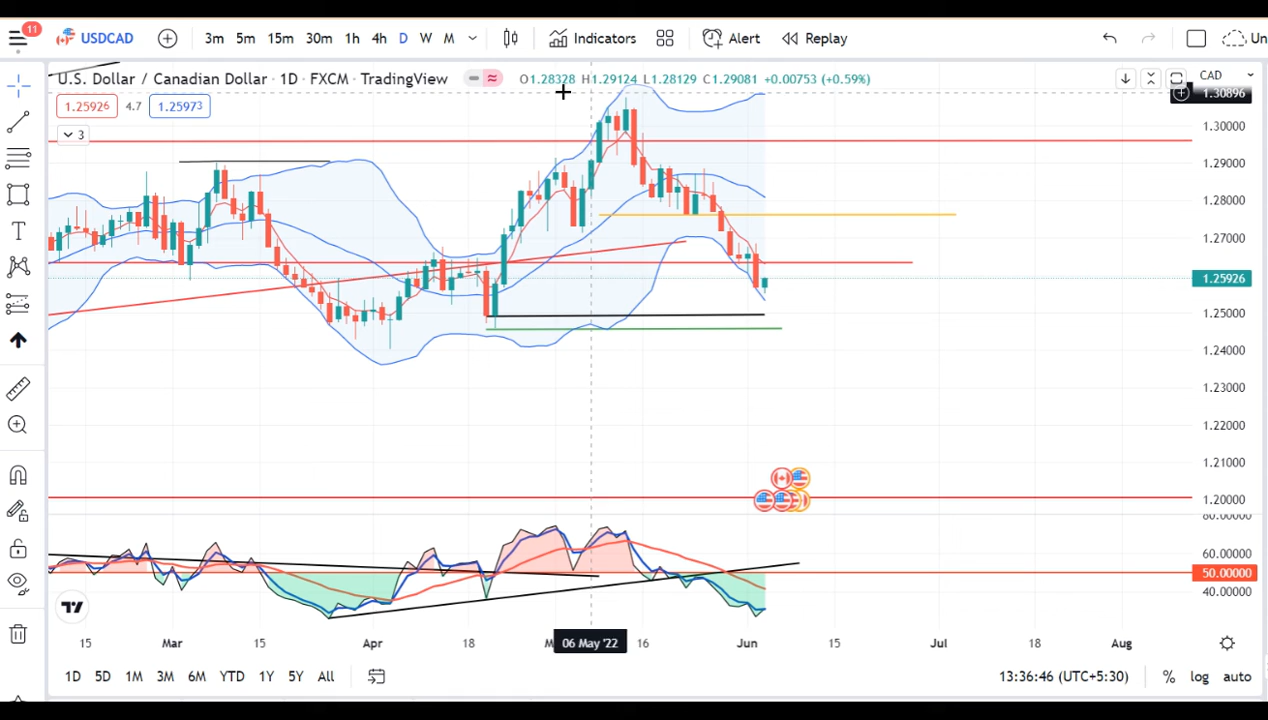 11
USDCAD
3m 5m 15m 30m 1h 4h D W M Indicators Alert Replay Un
U.S. Dollar / Canadian Dollar · 1D · FXCM · TradingView O1.28328 H1.29124 L1.28129 C1.29081 +0.00753 (+0.59%)
CAD
1.30896
1.25926 4.7 1.25973
3
1.30000
1.29000
1.28000
1.27000
1.25926
1.25000
1.24000
1.23000
1.22000
1.21000
1.20000
80.00000
60.00000
50.00000
40.00000
15 Mar 15 Apr 18 M 06 May '22 16 Jun 15 Jul 18 Aug
1D 5D 1M 3M 6M YTD 1Y 5Y All 13:36:46 (UTC+5:30) % log auto